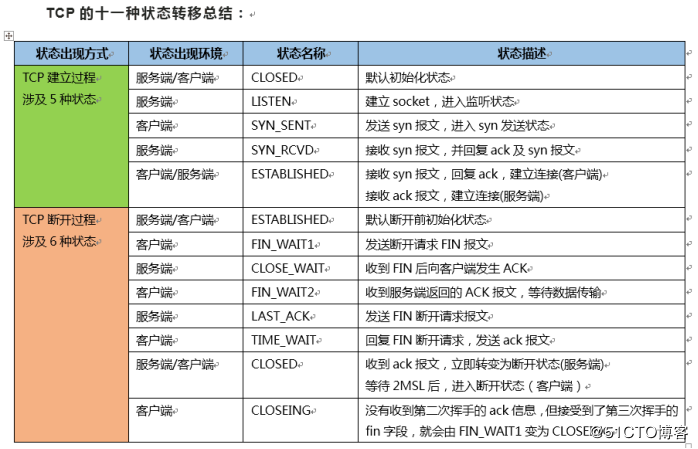 TCP 的十一种状态转移总结：
状态出现方式 状态出现环境 状态名称 状态描述
TCP 建立过程 服务端/客户端 CLOSED 默认初始化状态
涉及 5 种状态 服务端 LISTEN 建立 socket，进入监听状态
客户端 SYN_SENT 发送 syn 报文，进入 syn 发送状态
服务端 SYN_RCVD 接收 syn 报文，并回复 ack 及 syn 报文
客户端/服务端 ESTABLISHED 接收 syn 报文，回复 ack，建立连接(客户端)
接收 ack 报文，建立连接(服务端)
TCP 断开过程 服务端/客户端 ESTABLISHED 默认断开前初始化状态
涉及 6 种状态 客户端 FIN_WAIT1 发送断开请求 FIN 报文
服务端 CLOSE_WAIT 收到 FIN 后向客户端发生 ACK
客户端 FIN_WAIT2 收到服务端返回的 ACK 报文，等待数据传输
服务端 LAST_ACK 发送 FIN 断开请求报文
客户端 TIME_WAIT 回复 FIN 断开请求，发送 ack 报文
服务端/客户端 CLOSED 收到 ack 报文，立即转变为断开状态(服务端)
等待 2MSL 后，进入断开状态（客户端）
客户端 CLOSEING 没有收到第二次挥手的 ack 信息，但接受到了第三次挥手的
fin 字段，就会由 FIN_WAIT1 变为 CLOSE
@51CTO博客